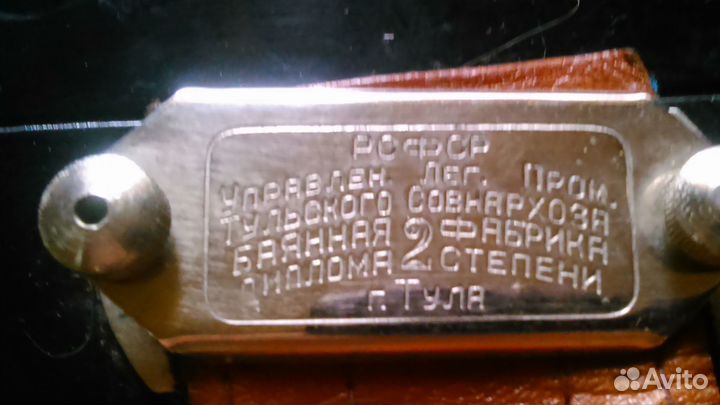 РСФСР
УПРАВЛЕН. ЛЕГ. ПРОМ.
ТУЛЬСКОГО СОВНАРХОЗА
БАЯННАЯ ФАБРИКА
ДИПЛОМА 2 СТЕПЕНИ
г. ТУЛА
Avito